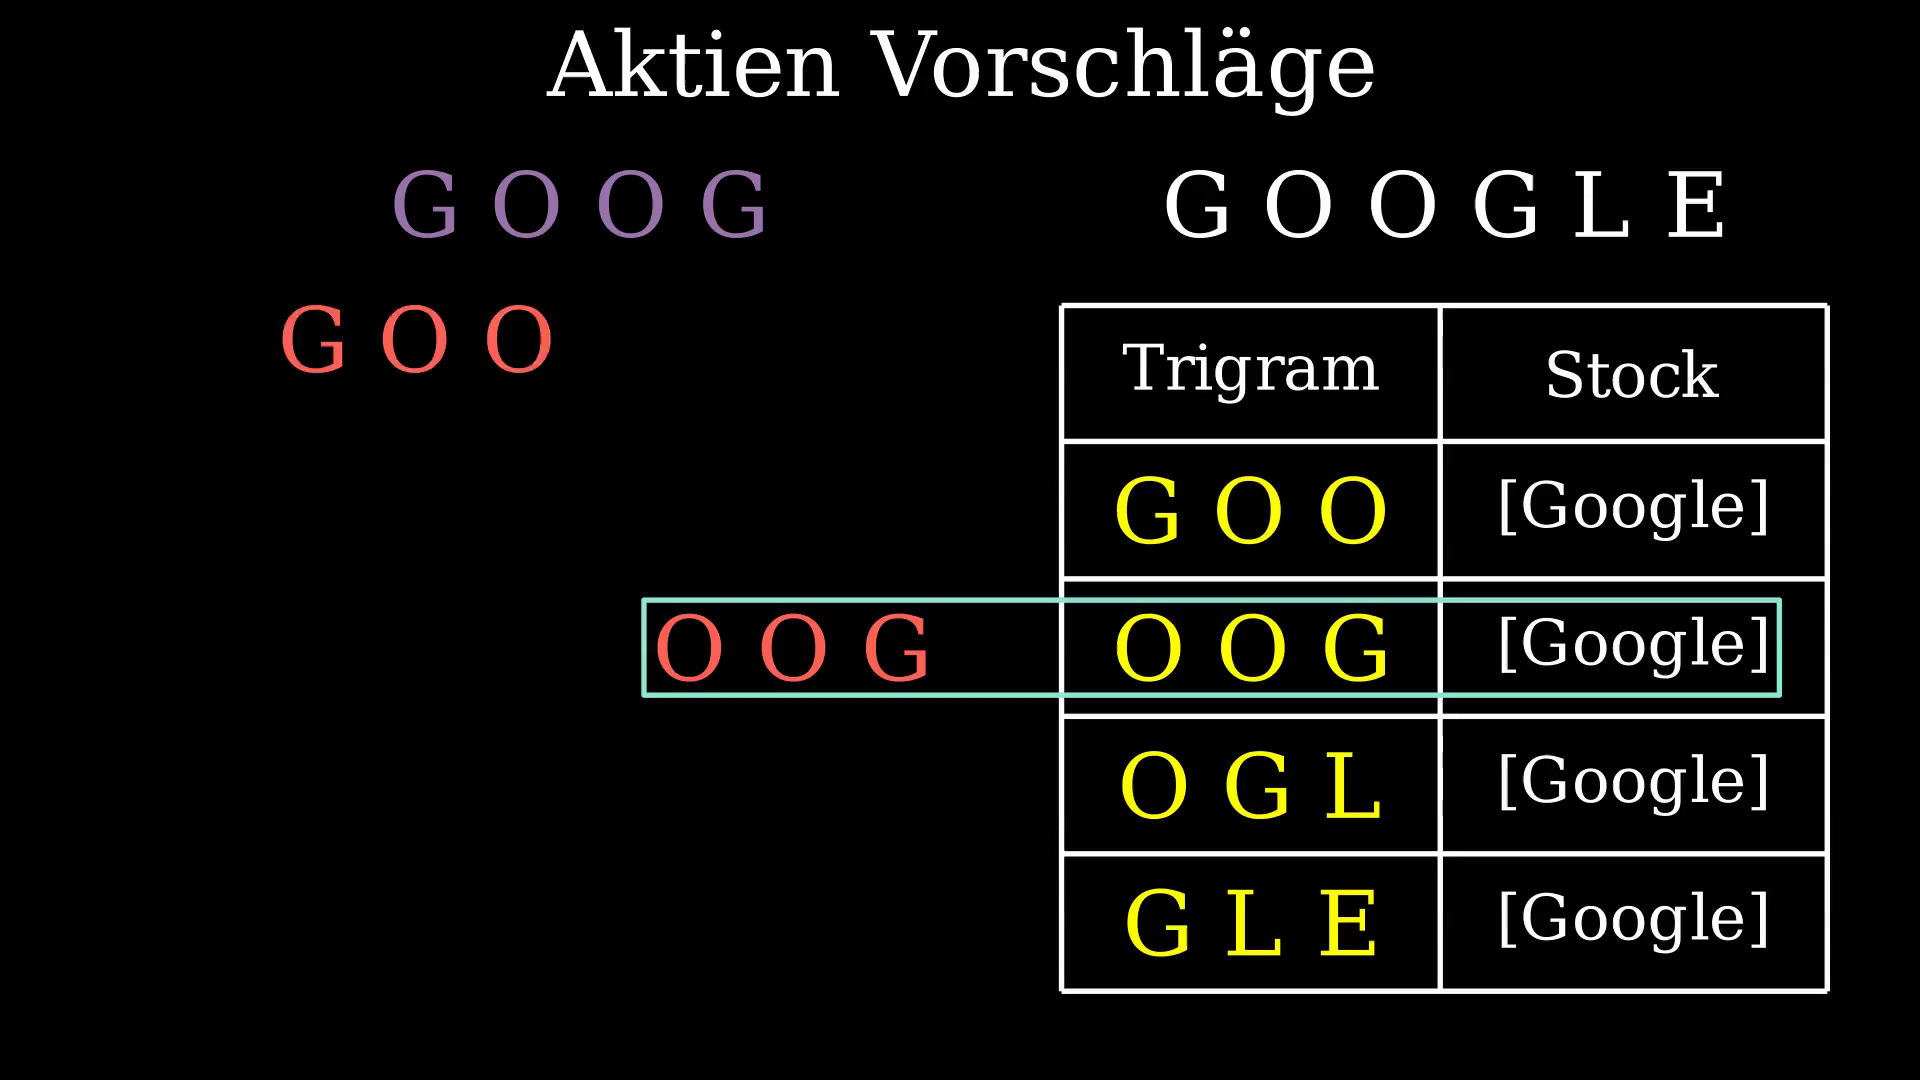 Aktien Vorschläge
G O O G
G O O G L E
G O O
Trigram Stock
G O O [Google]
O O G O O G [Google]
O G L [Google]
G L E [Google]